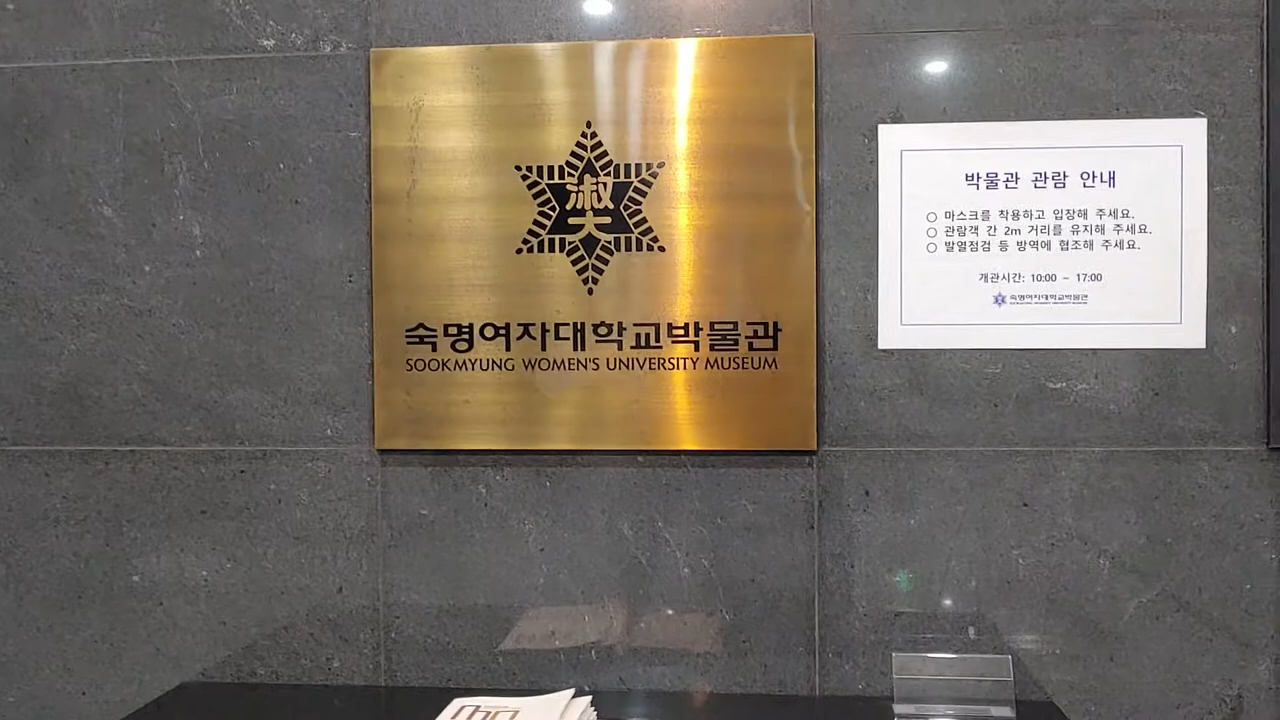 淑
大
숙명여자대학교박물관
SOOKMYUNG WOMEN'S UNIVERSITY MUSEUM
박물관 관람 안내
○ 마스크를 착용하고 입장해 주세요.
○ 관람객 간 2m 거리를 유지해 주세요.
○ 발열점검 등 방역에 협조해 주세요.
개관시간: 10:00 ~ 17:00
숙명여자대학교박물관